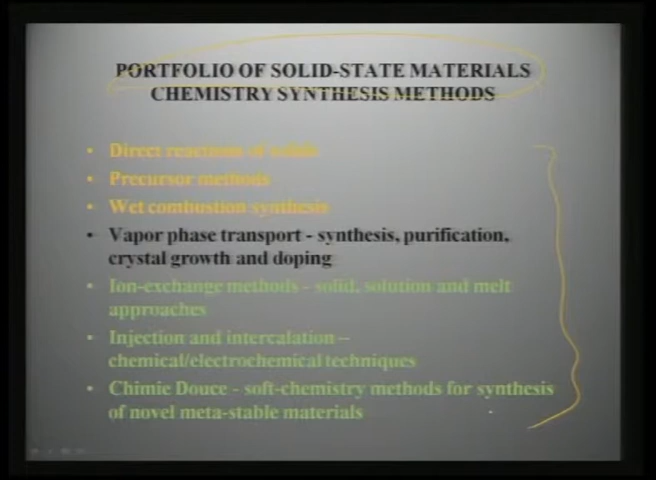 PORTFOLIO OF SOLID-STATE MATERIALS
CHEMISTRY SYNTHESIS METHODS
• Direct reactions of solids
• Precursor methods
• Wet combustion synthesis
• Vapor phase transport - synthesis, purification,
crystal growth and doping
• Ion-exchange methods - solid, solution and melt
approaches
• Injection and intercalation –
chemical/electrochemical techniques
• Chimie Douce - soft-chemistry methods for synthesis
of novel meta-stable materials